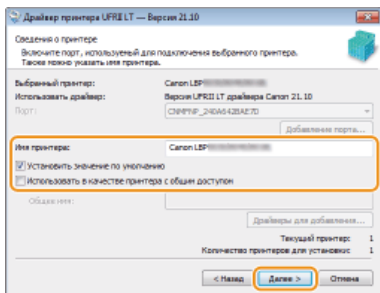 Драйвер принтера UFRII LT — Версия 21.10
Сведения о принтере
Включите порт, используемый для подключения выбранного принтера.
Также можно указать имя принтера.
Выбранный принтер: Canon LBP
Использовать драйвер: Версия UFRII LT драйвера Canon 21.10
Порт: CNMFNP_240A642BAE7D
Добавление порта...
Имя принтера: Canon LBP
Установить значение по умолчанию
Использовать в качестве принтера с общим доступом
Общее имя:
Драйверы для добавления...
Текущий принтер: 1
Количество принтеров для установки: 1
< Назад Далее > Отмена